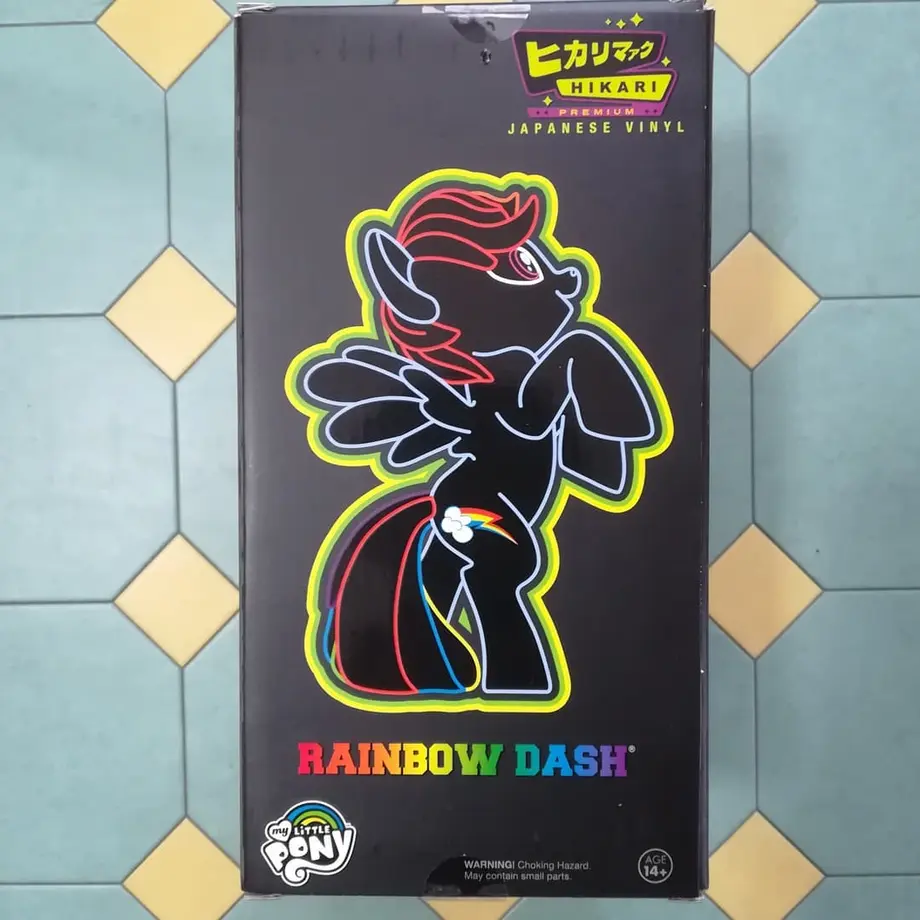 ヒカリマァク
HIKARI
PREMIUM
JAPANESE VINYL
RAINBOW DASH®
my LITTLE
PONY
WARNING! Choking Hazard.
May contain small parts.
AGE
14+